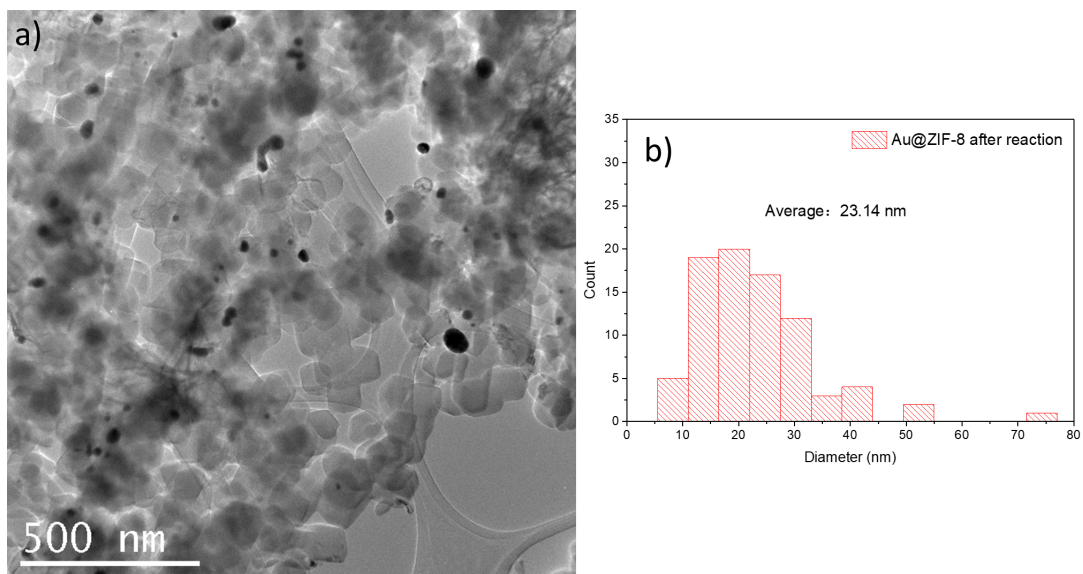 a)
500 nm
b)
Au@ZIF-8 after reaction
Average：23.14 nm
35
30
25
20
15
10
5
0
Count
0 10 20 30 40 50 60 70 80
Diameter (nm)